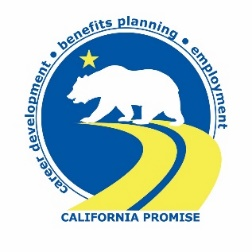 career development • benefits planning • employment
CALIFORNIA PROMISE